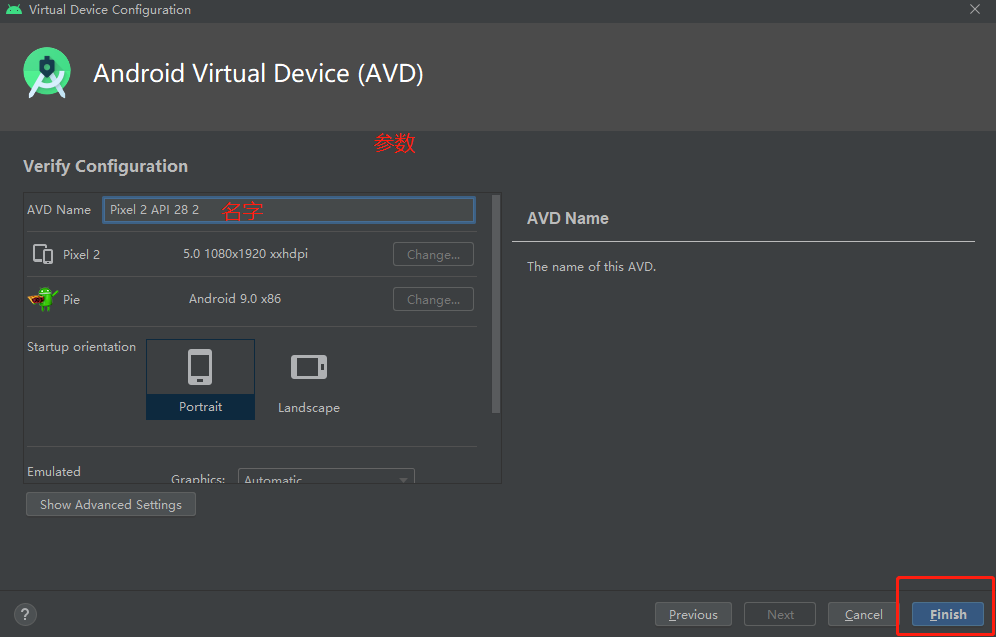 Virtual Device Configuration
Android Virtual Device (AVD)
参数
Verify Configuration
AVD Name Pixel 2 API 28 2 名字
Pixel 2 5.0 1080x1920 xxhdpi Change...
Pie Android 9.0 x86 Change...
Startup orientation
Portrait Landscape
Emulated
Graphics: Automatic
Show Advanced Settings
AVD Name
The name of this AVD.
? Previous Next Cancel Finish